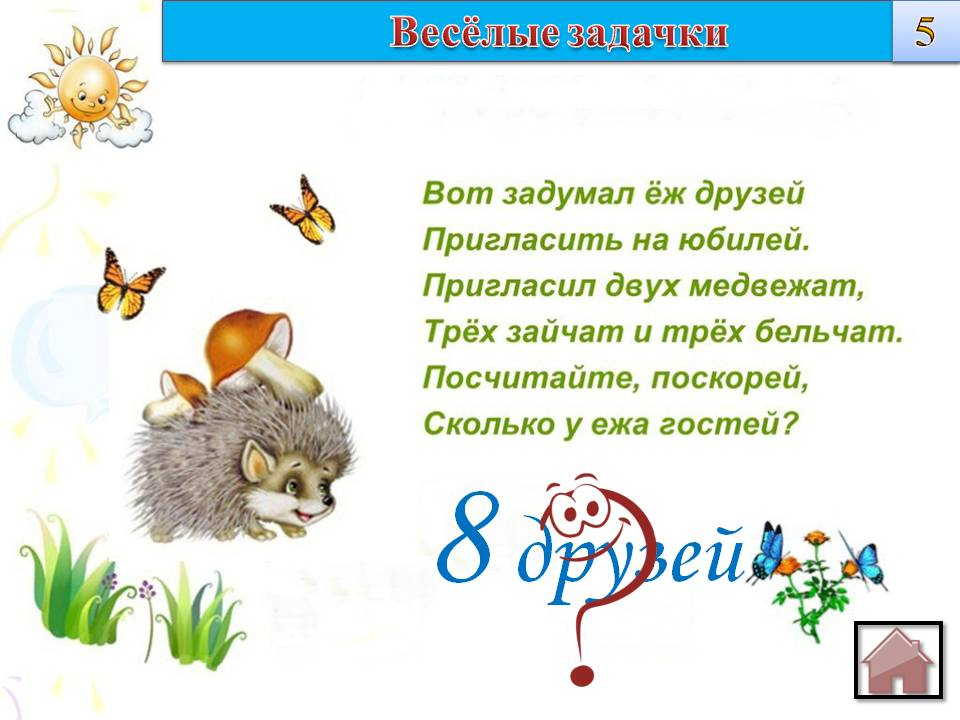 Весёлые задачки
5
Вот задумал ёж друзей
Пригласить на юбилей.
Пригласил двух медвежат,
Трёх зайчат и трёх бельчат.
Посчитайте, поскорей,
Сколько у ежа гостей?
8 друзей
?